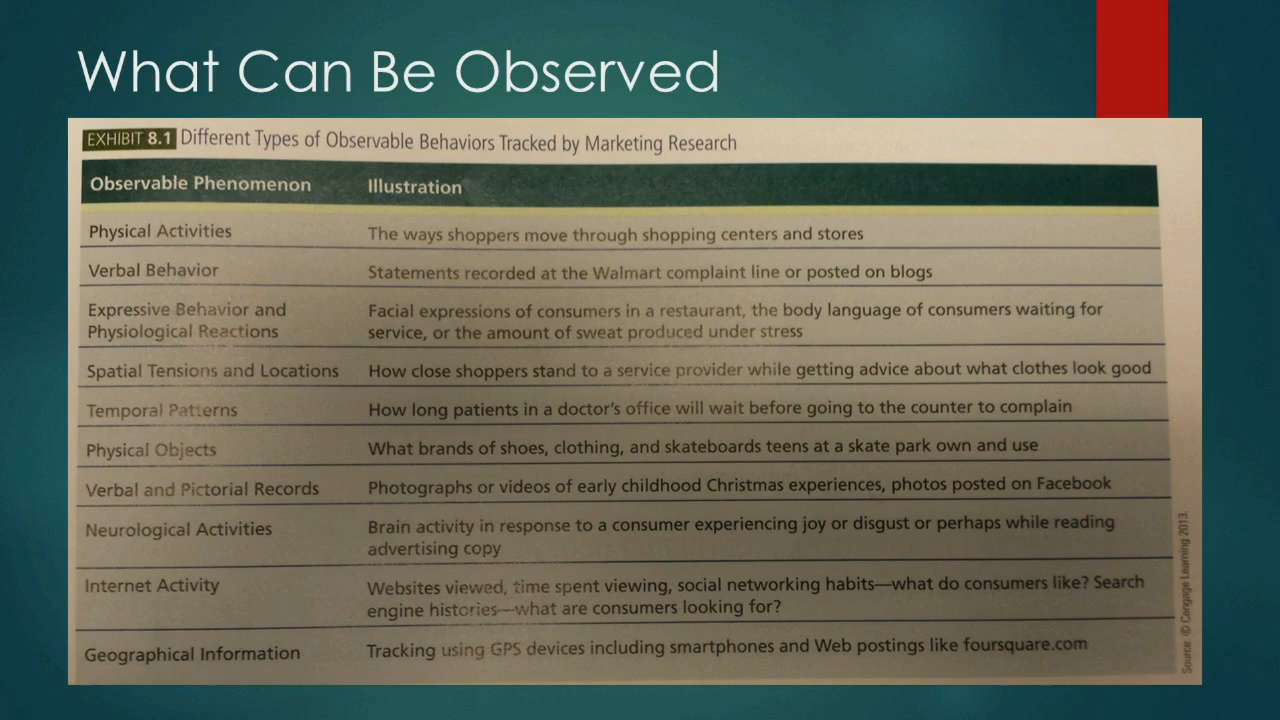 What Can Be Observed
EXHIBIT 8.1 Different Types of Observable Behaviors Tracked by Marketing Research
Observable Phenomenon Illustration
Physical Activities The ways shoppers move through shopping centers and stores
Verbal Behavior Statements recorded at the Walmart complaint line or posted on blogs
Expressive Behavior and Facial expressions of consumers in a restaurant, the body language of consumers waiting for
Physiological Reactions service, or the amount of sweat produced under stress
Spatial Tensions and Locations How close shoppers stand to a service provider while getting advice about what clothes look good
Temporal Patterns How long patients in a doctor's office will wait before going to the counter to complain
Physical Objects What brands of shoes, clothing, and skateboards teens at a skate park own and use
Verbal and Pictorial Records Photographs or videos of early childhood Christmas experiences, photos posted on Facebook
Neurological Activities Brain activity in response to a consumer experiencing joy or disgust or perhaps while reading
advertising copy
Internet Activity Websites viewed, time spent viewing, social networking habits—what do consumers like? Search
engine histories—what are consumers looking for?
Geographical Information Tracking using GPS devices including smartphones and Web postings like foursquare.com
Source: © Cengage Learning 2013.